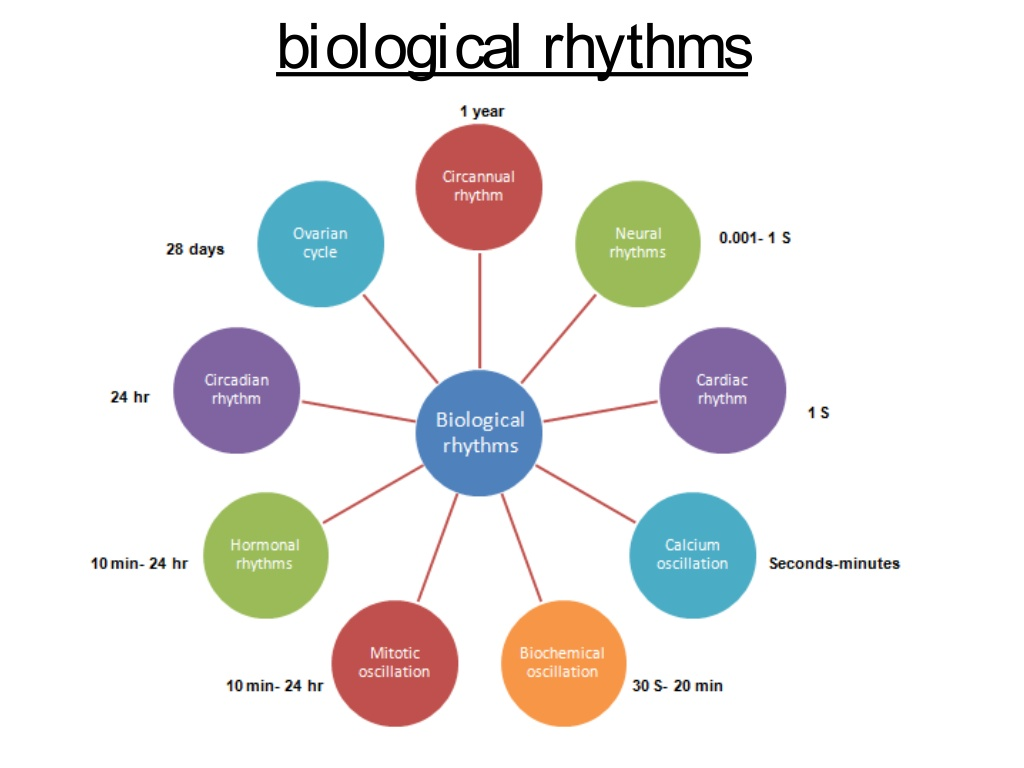 biological rhythms
1 year
Circannual
rhythm
Neural
rhythms
0.001- 1 S
Cardiac
rhythm
1 S
Calcium
oscillation
Seconds-minutes
Biochemical
oscillation
30 S- 20 min
Mitotic
oscillation
10 min- 24 hr
Hormonal
rhythms
10 min- 24 hr
Circadian
rhythm
24 hr
Ovarian
cycle
28 days
Biological
rhythms